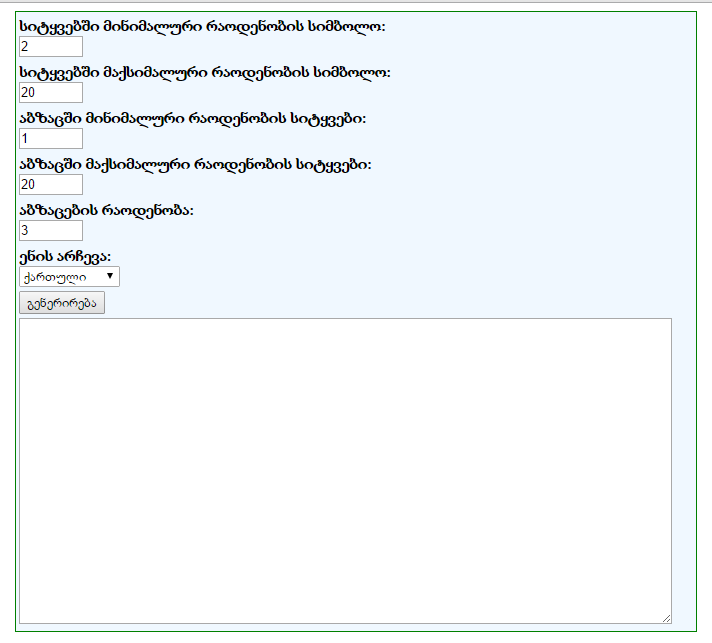 სიტყვებში მინიმალური რაოდენობის სიმბოლო:
2
სიტყვებში მაქსიმალური რაოდენობის სიმბოლო:
20
აბზაცში მინიმალური რაოდენობის სიტყვები:
1
აბზაცში მაქსიმალური რაოდენობის სიტყვები:
20
აბზაცების რაოდენობა:
3
ენის არჩევა:
ქართული
გენერირება